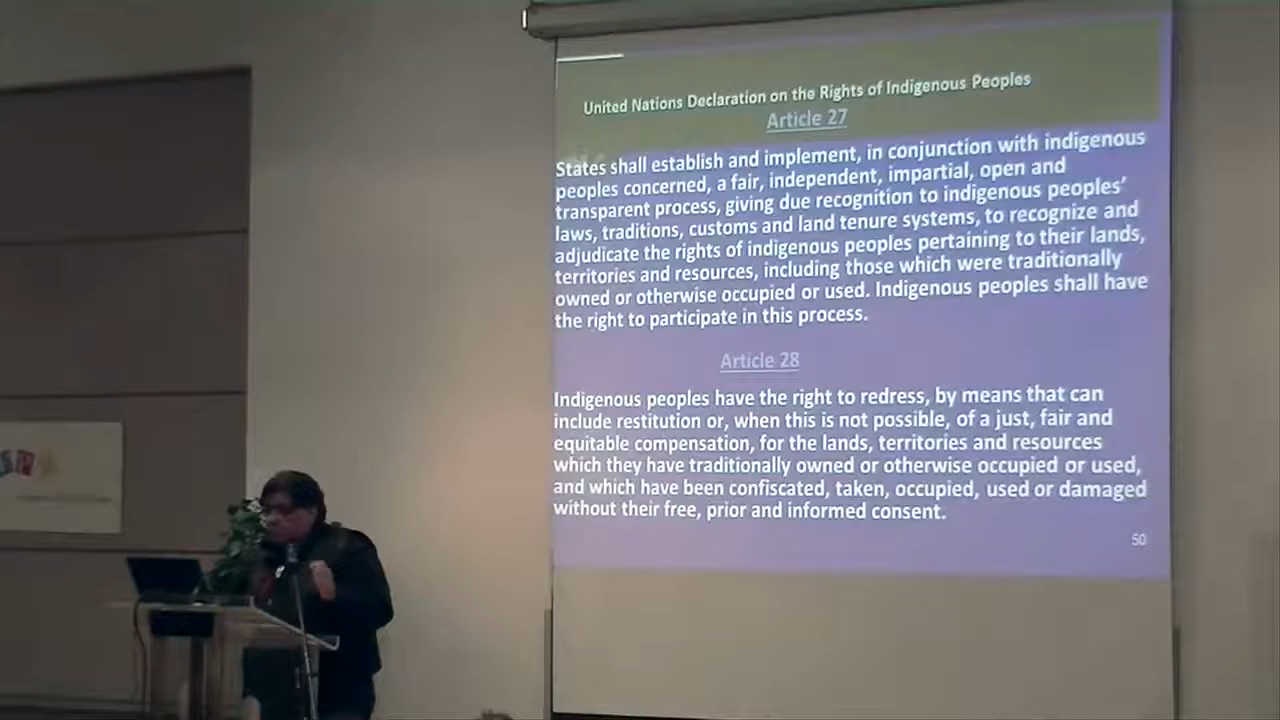 United Nations Declaration on the Rights of Indigenous Peoples
Article 27
States shall establish and implement, in conjunction with indigenous
peoples concerned, a fair, independent, impartial, open and
transparent process, giving due recognition to indigenous peoples’
laws, traditions, customs and land tenure systems, to recognize and
adjudicate the rights of indigenous peoples pertaining to their lands,
territories and resources, including those which were traditionally
owned or otherwise occupied or used. Indigenous peoples shall have
the right to participate in this process.
Article 28
Indigenous peoples have the right to redress, by means that can
include restitution or, when this is not possible, of a just, fair and
equitable compensation, for the lands, territories and resources
which they have traditionally owned or otherwise occupied or used,
and which have been confiscated, taken, occupied, used or damaged
without their free, prior and informed consent.
50